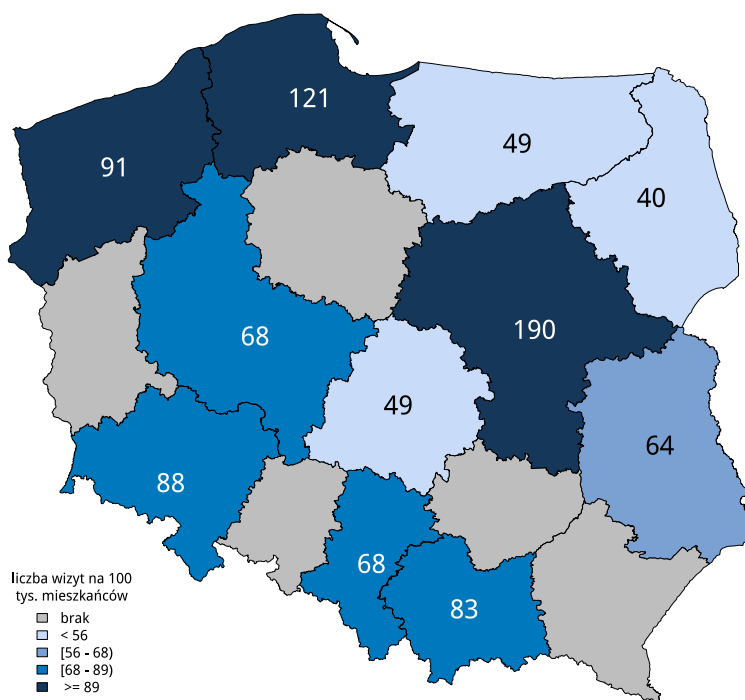 121
49
91
40
190
68
49
64
88
68
83
liczba wizyt na 100
tys. mieszkańców
brak
< 56
[56 - 68)
[68 - 89)
>= 89